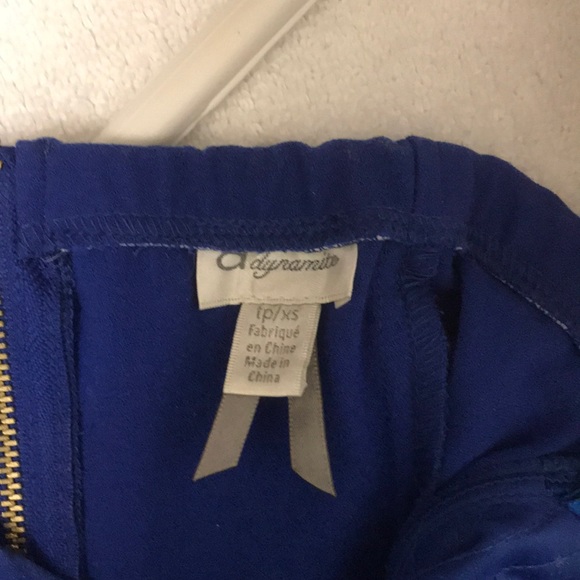 d
dynamite
tp/xs
Fabriqué
en Chine
Made in
China